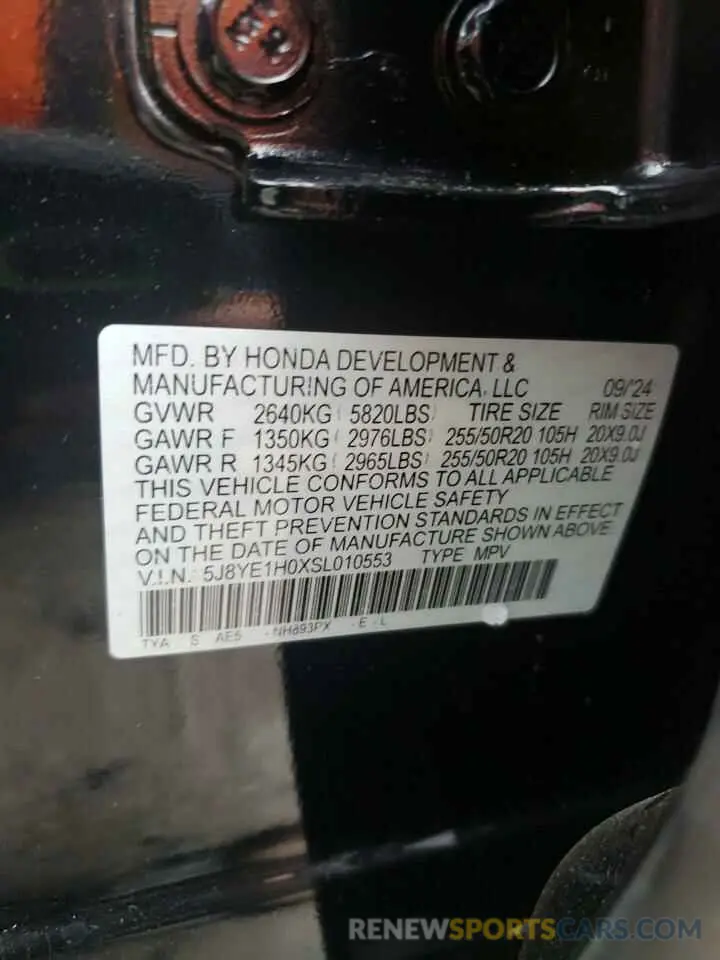 MFD. BY HONDA DEVELOPMENT &
MANUFACTURING OF AMERICA, LLC 09/'24
GVWR 2640KG ( 5820LBS) TIRE SIZE RIM SIZE
GAWR F 1350KG ( 2976LBS) 255/50R20 105H 20X9.0J
GAWR R 1345KG ( 2965LBS) 255/50R20 105H 20X9.0J
THIS VEHICLE CONFORMS TO ALL APPLICABLE
FEDERAL MOTOR VEHICLE SAFETY
AND THEFT PREVENTION STANDARDS IN EFFECT
ON THE DATE OF MANUFACTURE SHOWN ABOVE
V.I.N.: 5J8YE1H0XSL010553 TYPE MPV
TYA S AE5 - NH893PX - E - L
RENEWSPORTSCARS.COM